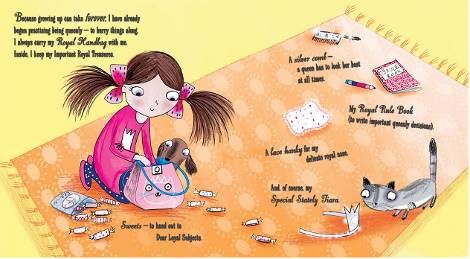 Because growing up can take forever, I have already
begun practising being queenly – to hurry things along.
I always carry my Royal Handbag with me.
Inside, I keep my Important Royal Treasures.
A silver comb –
a queen has to look her best
at all times.
My Royal Rule Book
(to write important queenly decisions).
A lace hanky for my
delicate royal nose.
And, of course, my
Special Stately Tiara
Sweets – to hand out to
Dear Loyal Subjects.